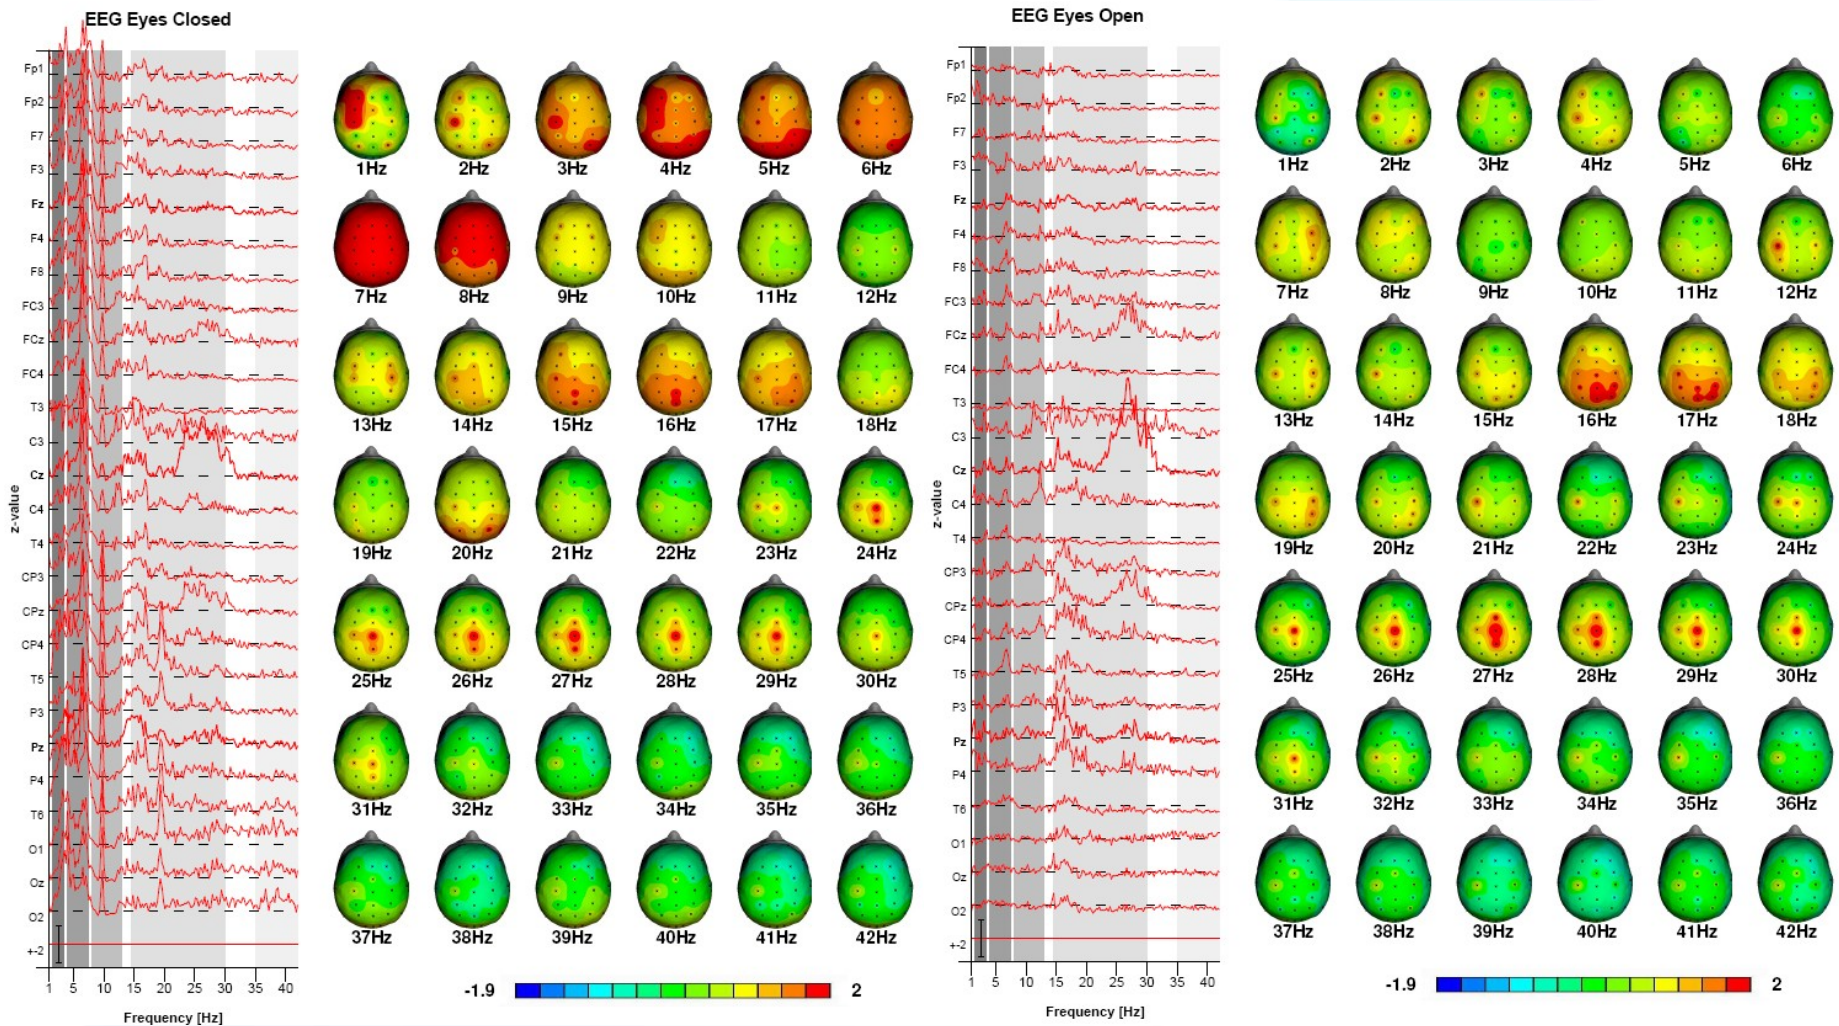 EEG Eyes Closed
Fp1
Fp2
F7
F3
Fz
F4
F8
FC3
FCz
FC4
T3
C3
Cz
C4
T4
CP3
CPz
CP4
T5
P3
Pz
P4
T6
O1
Oz
O2
+-2
z-value
1 5 10 15 20 25 30 40
Frequency [Hz]
1Hz 2Hz 3Hz 4Hz 5Hz 6Hz
7Hz 8Hz 9Hz 10Hz 11Hz 12Hz
13Hz 14Hz 15Hz 16Hz 17Hz 18Hz
19Hz 20Hz 21Hz 22Hz 23Hz 24Hz
25Hz 26Hz 27Hz 28Hz 29Hz 30Hz
31Hz 32Hz 33Hz 34Hz 35Hz 36Hz
37Hz 38Hz 39Hz 40Hz 41Hz 42Hz
-1.9 2
EEG Eyes Open
Fp1
Fp2
F7
F3
Fz
F4
F8
FC3
FCz
FC4
T3
C3
Cz
C4
T4
CP3
CPz
CP4
T5
P3
Pz
P4
T6
O1
Oz
O2
+-2
z-value
1 5 10 15 20 25 30 40
Frequency [Hz]
1Hz 2Hz 3Hz 4Hz 5Hz 6Hz
7Hz 8Hz 9Hz 10Hz 11Hz 12Hz
13Hz 14Hz 15Hz 16Hz 17Hz 18Hz
19Hz 20Hz 21Hz 22Hz 23Hz 24Hz
25Hz 26Hz 27Hz 28Hz 29Hz 30Hz
31Hz 32Hz 33Hz 34Hz 35Hz 36Hz
37Hz 38Hz 39Hz 40Hz 41Hz 42Hz
-1.9 2